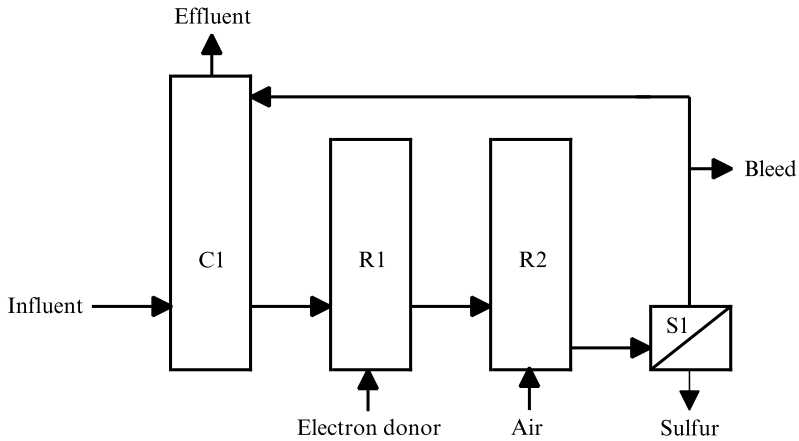 Effluent
Bleed
C1
R1
R2
Influent
S1
Electron donor
Air
Sulfur